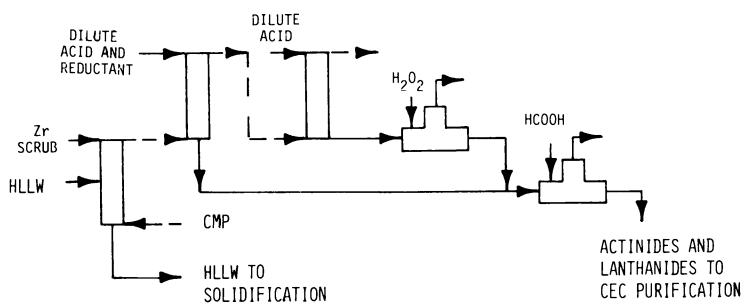 DILUTE
ACID AND
REDUCTANT
DILUTE
ACID
H₂O₂
HCOOH
Zr
SCRUB
HLLW
CMP
HLLW TO
SOLIDIFICATION
ACTINIDES AND
LANTHANIDES TO
CEC PURIFICATION